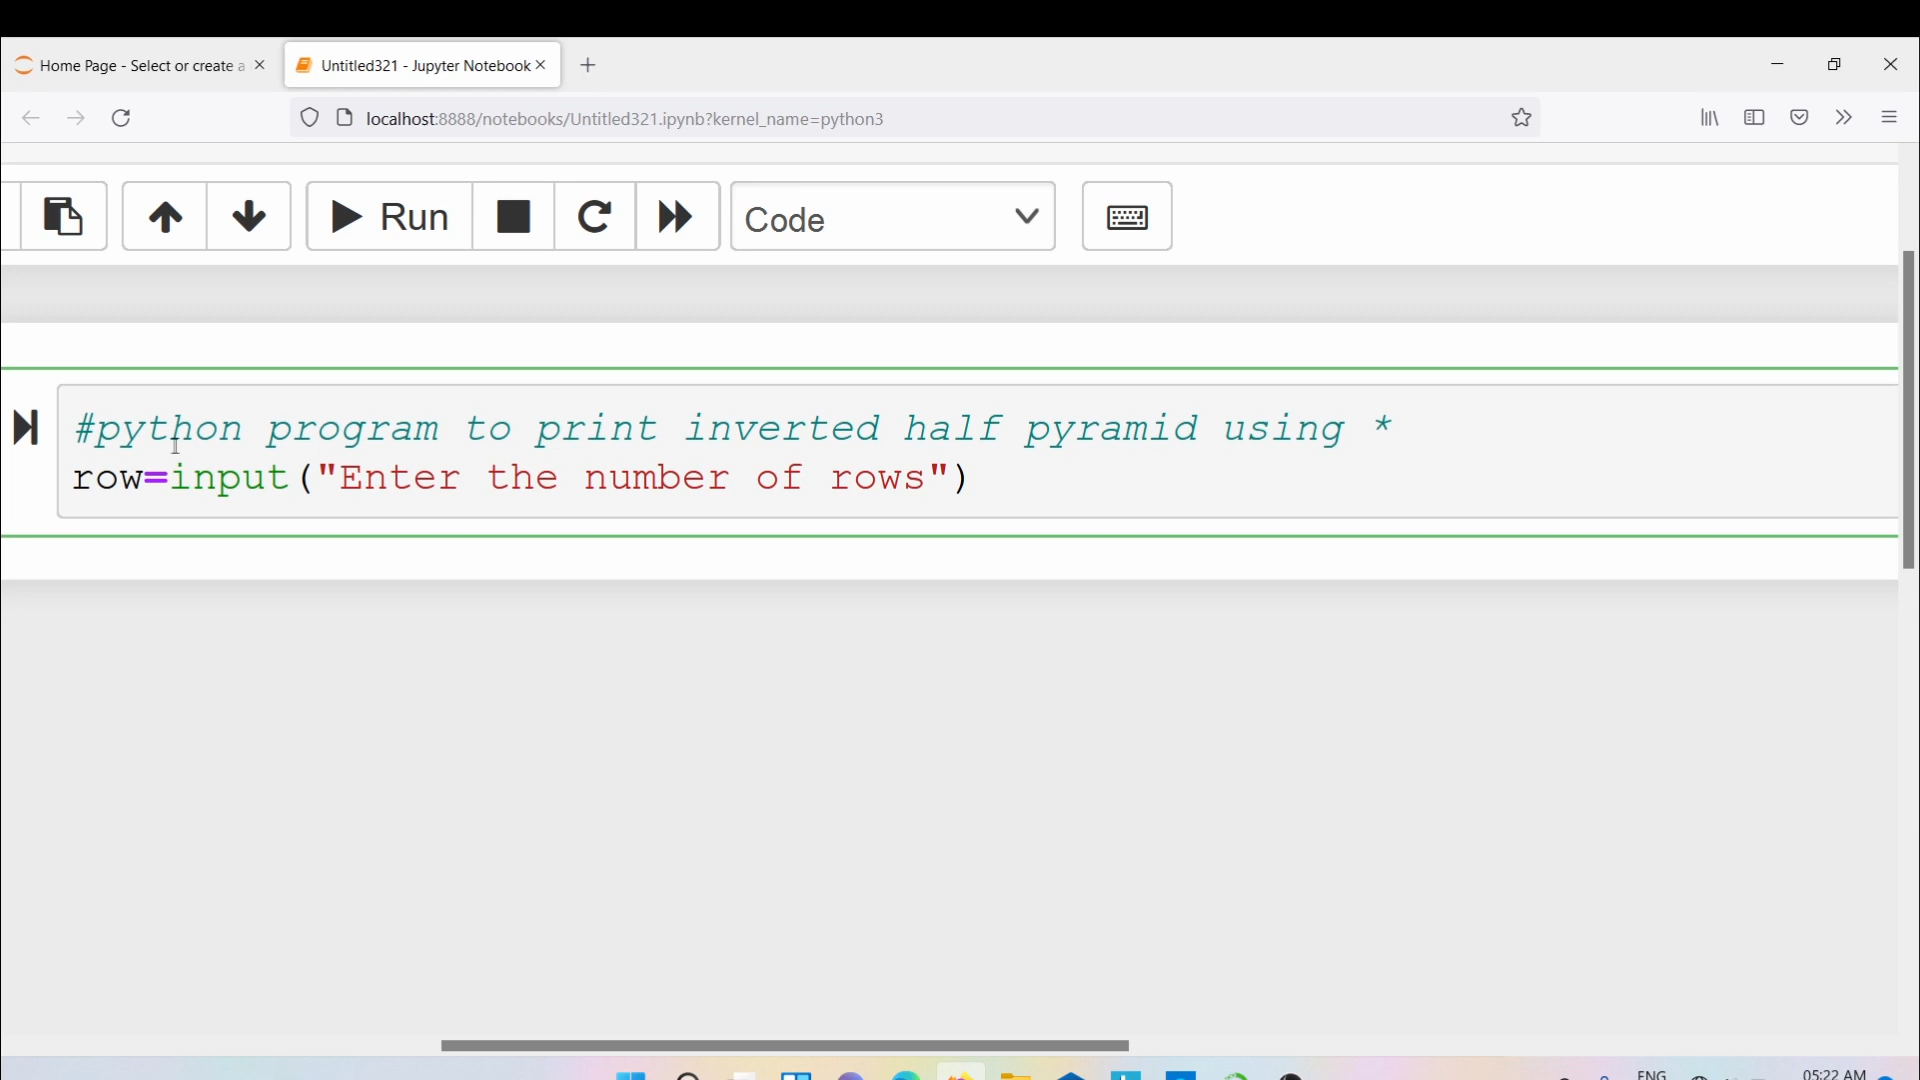 Home Page - Select or create a
Untitled321 - Jupyter Notebook
localhost:8888/notebooks/Untitled321.ipynb?kernel_name=python3
Run
Code
#python program to print inverted half pyramid using *
row=input("Enter the number of rows")
ENG
05:22 AM